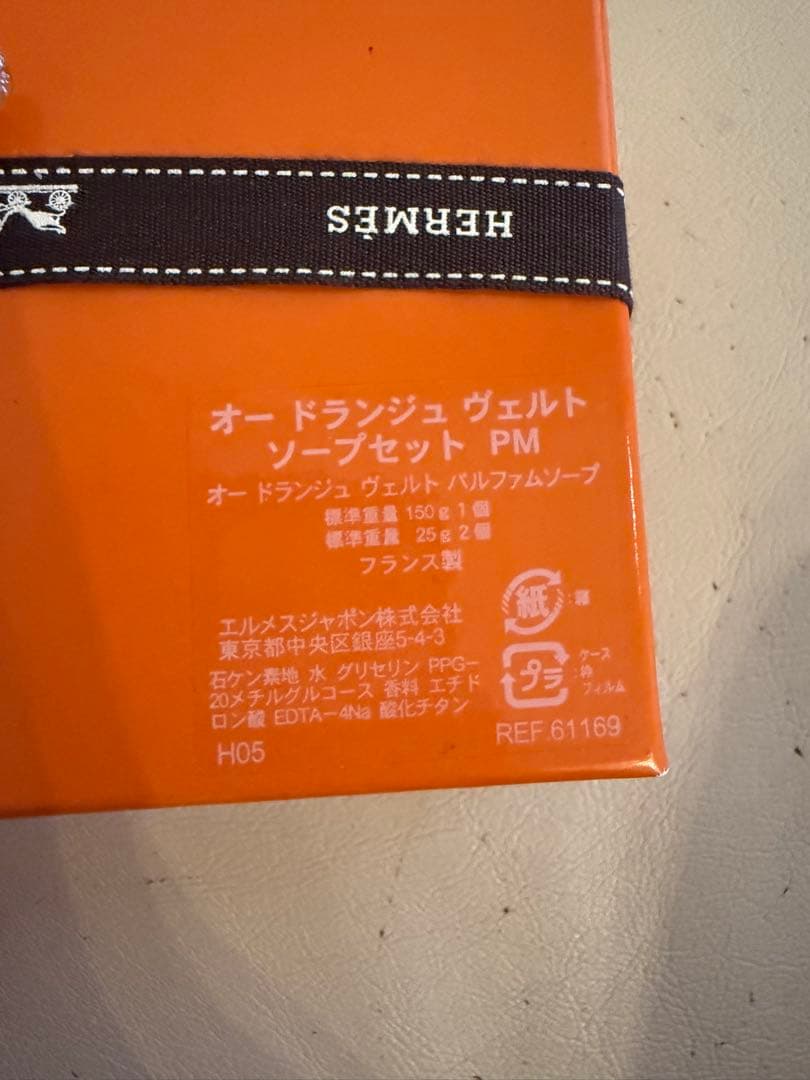 HERMÈS
オー ドランジュ ヴェルト
ソープセット PM
オー ドランジュ ヴェルト パルファムソープ
標準重量 150g 1個
標準重量 25g 2個
フランス製
エルメスジャポン株式会社
東京都中央区銀座5-4-3
石ケン素地 水 グリセリン PPG-
20メチルグルコース 香料 エチド
ロン酸 EDTA-4Na 酸化チタン
H05
紙
プラ
ケース
フィルム
REF 61169